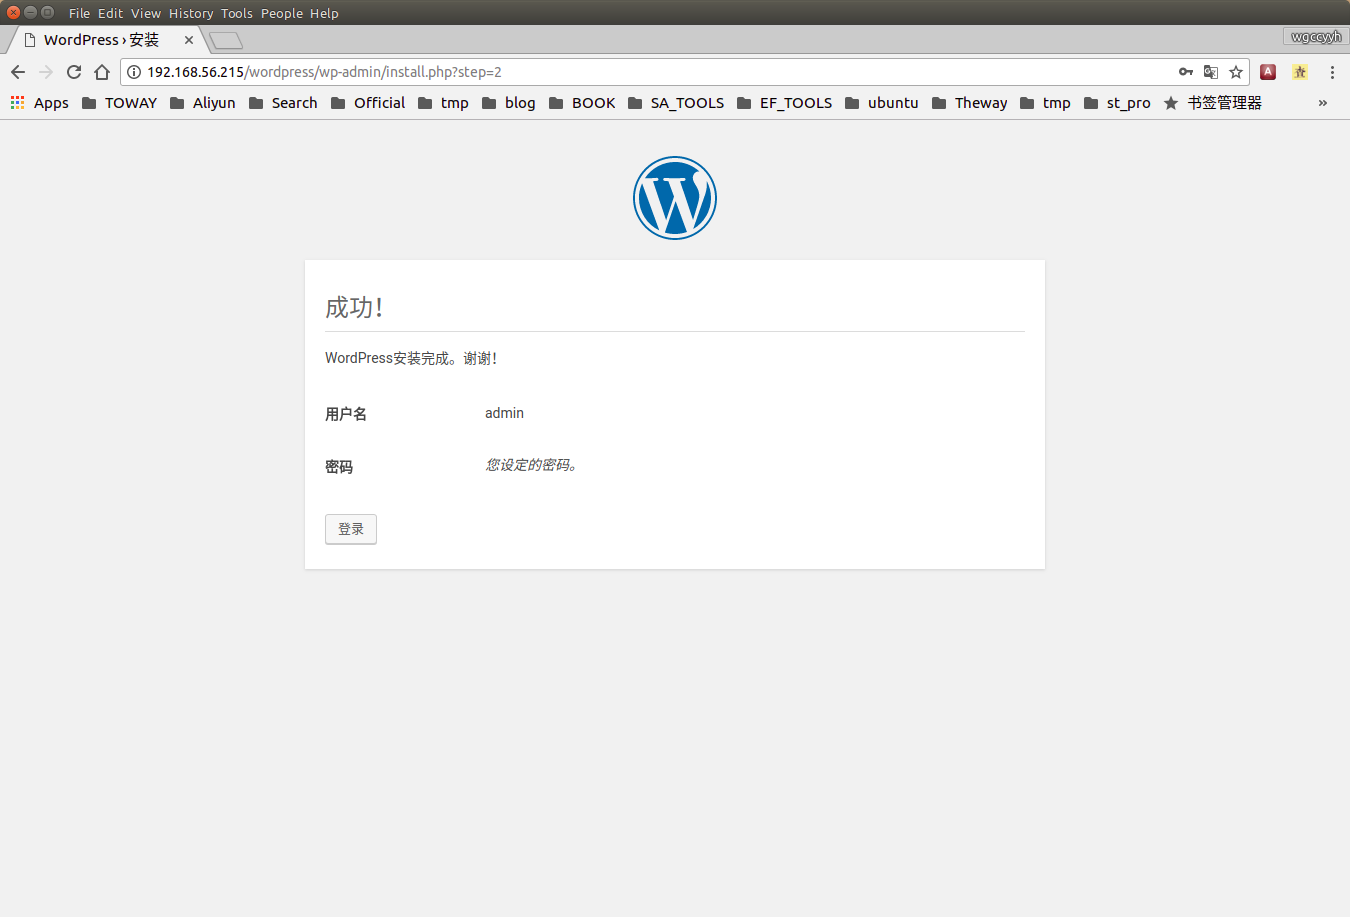 File Edit View History Tools People Help
WordPress › 安装
wgccyyh
192.168.56.215/wordpress/wp-admin/install.php?step=2
Apps TOWAY Aliyun Search Official tmp blog BOOK SA_TOOLS EF_TOOLS ubuntu Theway tmp st_pro 书签管理器 »
成功！
WordPress安装完成。谢谢！
用户名 admin
密码 您设定的密码。
登录